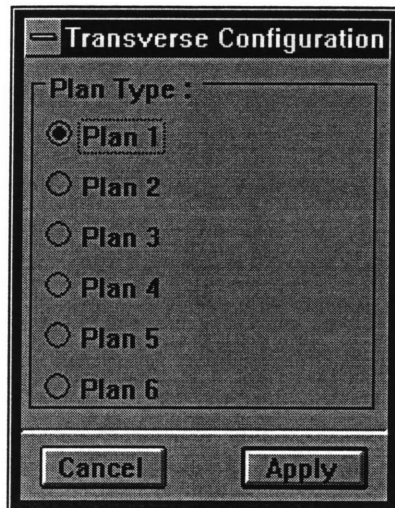 Transverse Configuration
Plan Type :
Plan 1
Plan 2
Plan 3
Plan 4
Plan 5
Plan 6
Cancel Apply